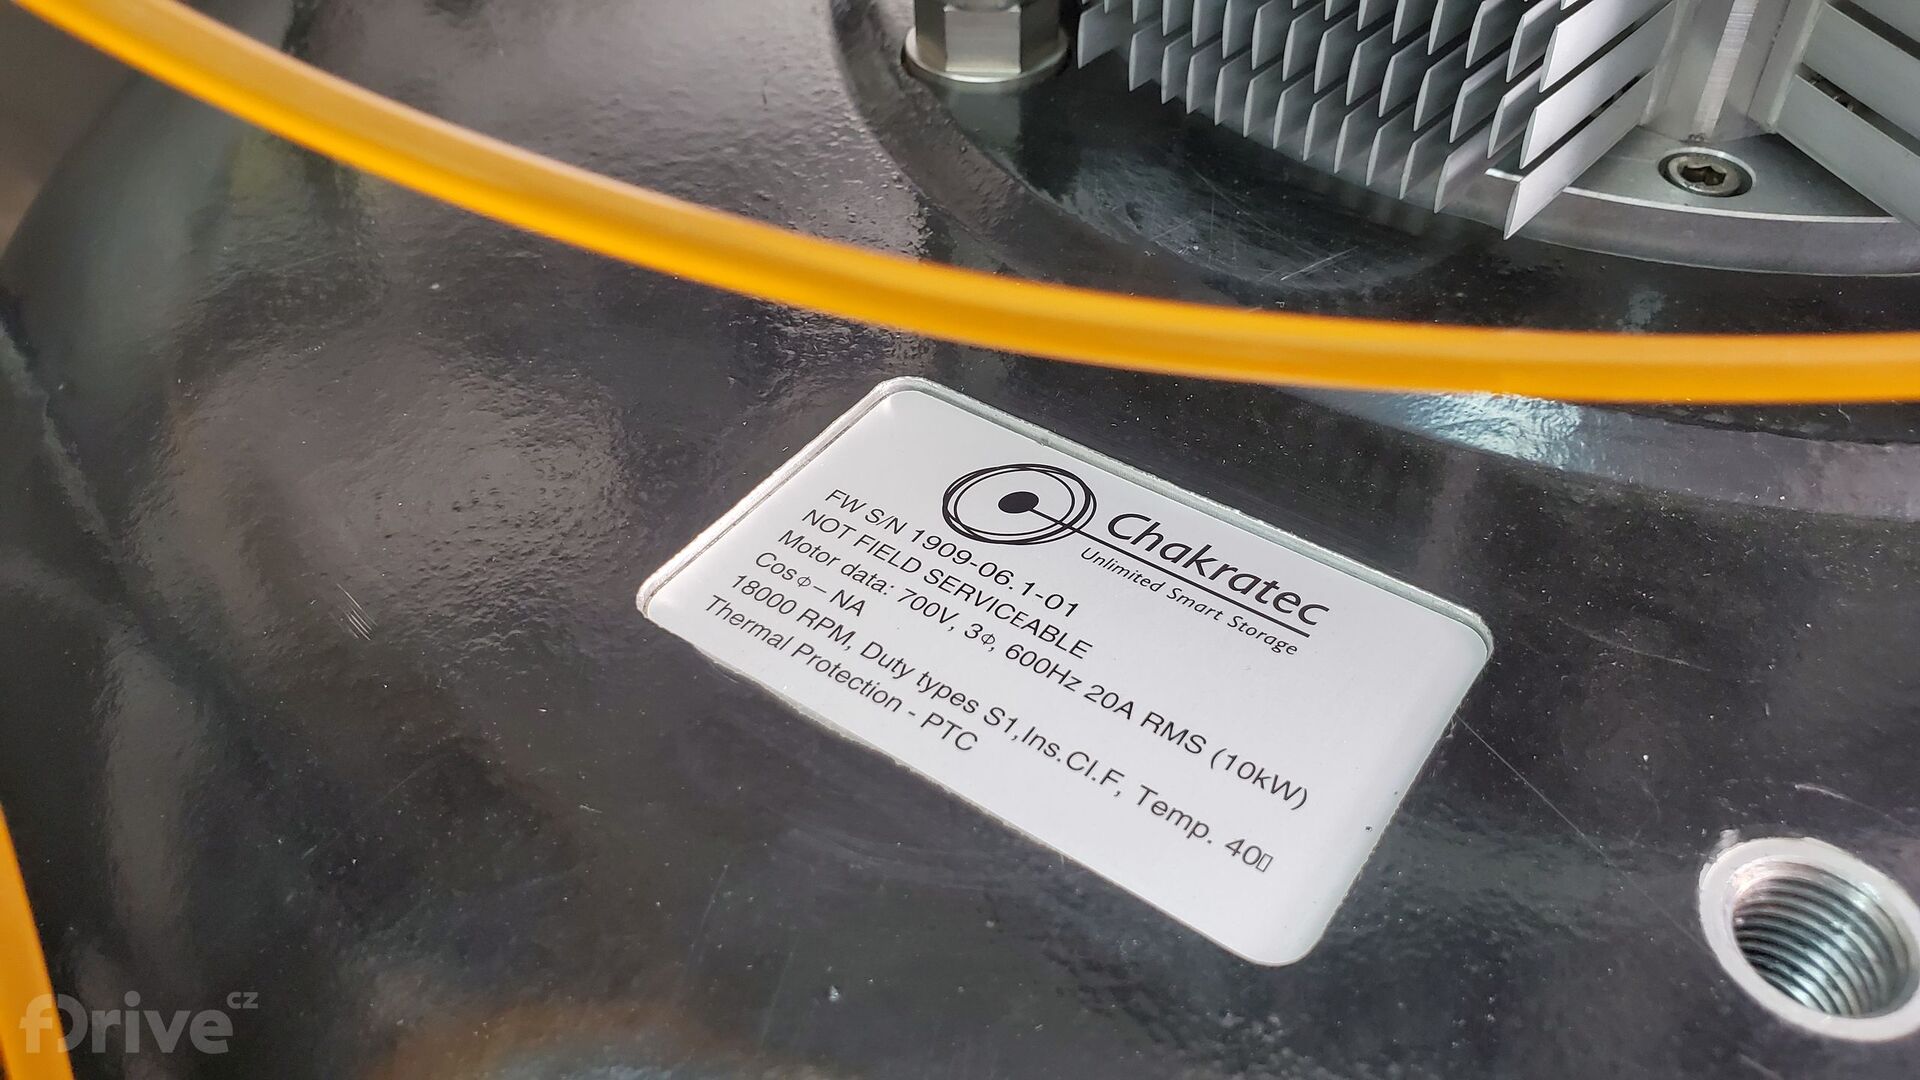 Chakratec
Unlimited Smart Storage
FW S/N 1909-06.1-01
NOT FIELD SERVICEABLE
Motor data: 700V, 3Φ, 600Hz 20A RMS (10kW)
CosΦ– NA
18000 RPM, Duty types S1,Ins.Cl.F, Temp. 40▯
Thermal Protection - PTC
fDrive cz